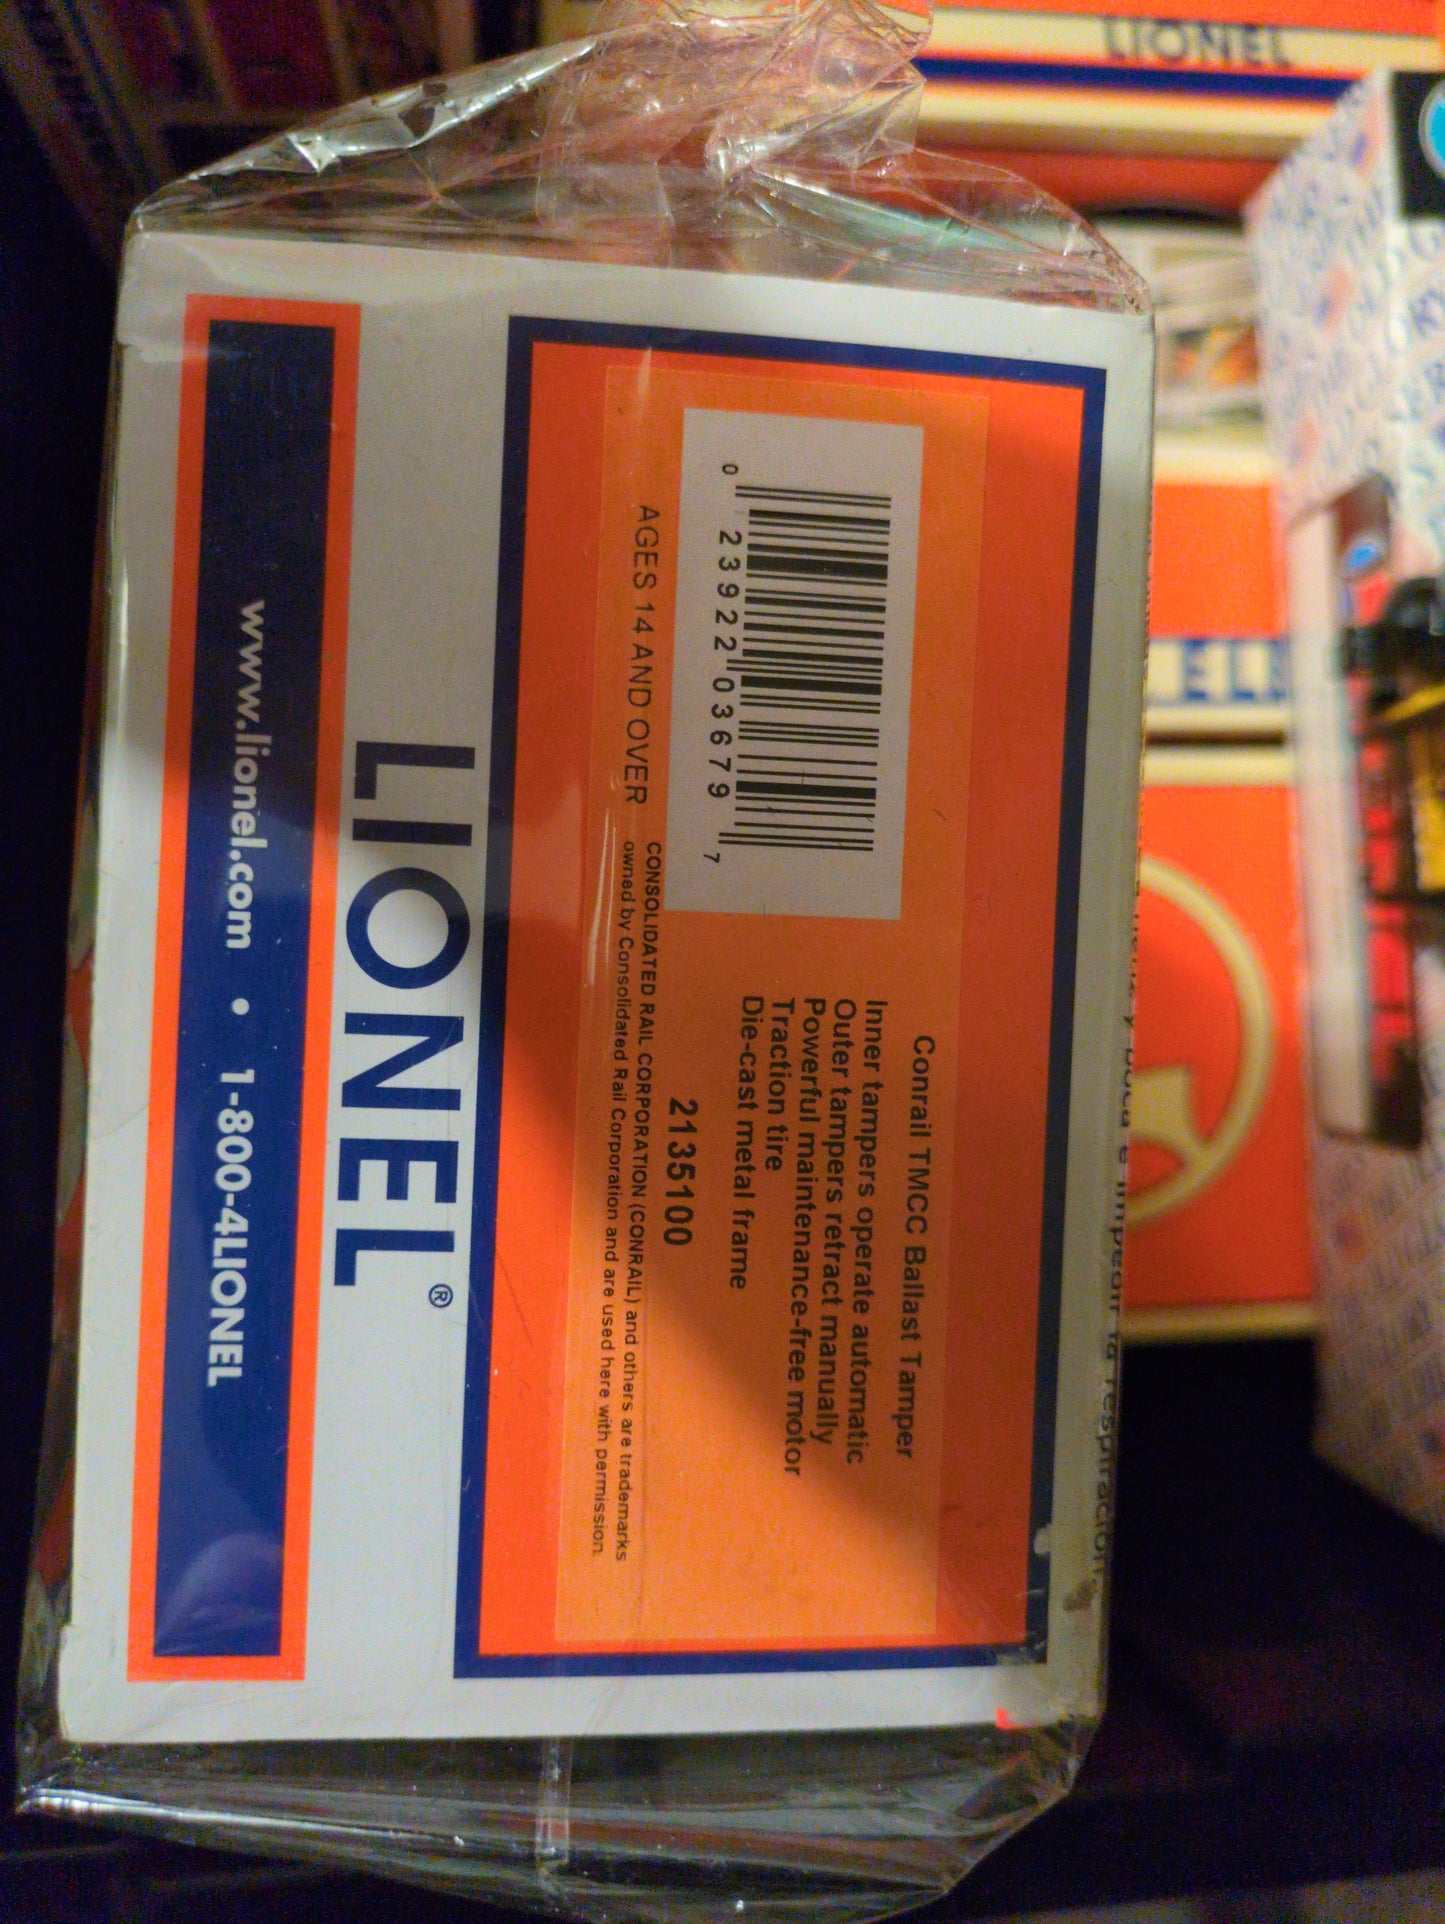 LIONEL
ELL
Conrail TMCC Ballast Tamper
Inner tampers operate automatic
Outer tampers retract manually
Powerful maintenance-free motor
Traction tire
Die-cast metal frame
2135100
0 23922 03679 7
AGES 14 AND OVER
CONSOLIDATED RAIL CORPORATION (CONRAIL) and others are trademarks
owned by Consolidated Rail Corporation and are used here with permission.
LIONEL®
www.lionel.com • 1-800-4LIONEL